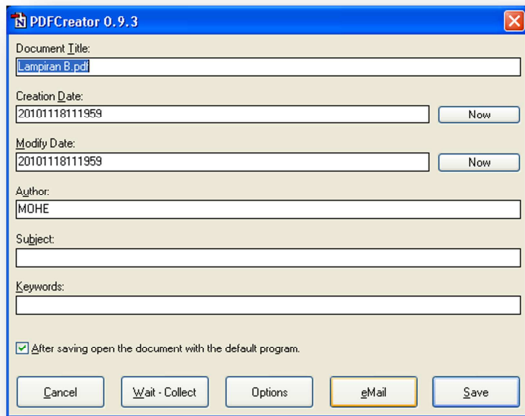 PDFCreator 0.9.3
Document Title:
Lampiran B.pdf
Creation Date:
20101118111959
Now
Modify Date:
20101118111959
Now
Author:
MOHE
Subject:
Keywords:
After saving open the document with the default program.
Cancel Wait - Collect Options eMail Save